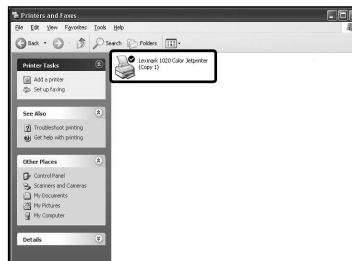 Printers and Faxes
File Edit View Favorites Tools Help
Back Search Folders
Printer Tasks
Add a printer
Set up faxing
See Also
Troubleshoot printing
Get help with printing
Other Places
Control Panel
Scanners and Cameras
My Documents
My Pictures
My Computer
Details
Lexmark 1020 Color Jetprinter
(Copy 1)